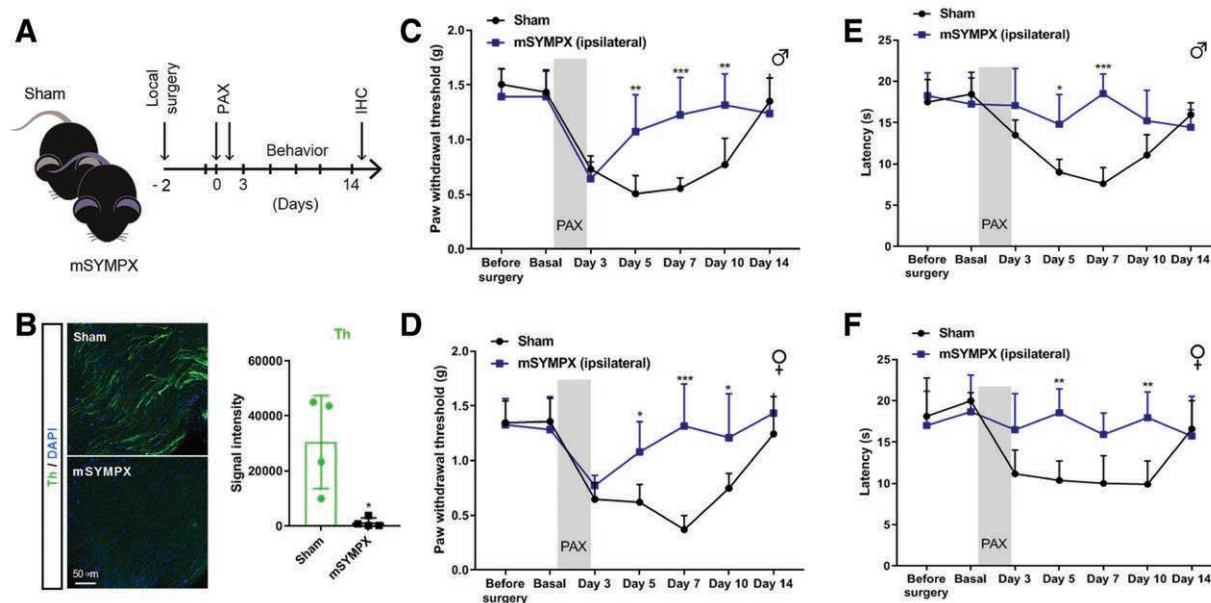 A
Sham
mSYMPX
Local
surgery
PAX
IHC
Behavior
- 2
0
3
14
(Days)
B
Th / DAPI
Sham
mSYMPX
50 ∝m
Th
Signal intensity
60000
40000
20000
0
*
Sham
mSYMPX
C
Sham
mSYMPX (ipsilateral)
♂
Paw withdrawal threshold (g)
2.0
1.5
1.0
0.5
0.0
** *** **
PAX
Before
surgery
Basal Day 3 Day 5 Day 7 Day 10 Day 14
D
Sham
mSYMPX (ipsilateral)
♀
Paw withdrawal threshold (g)
2.0
1.5
1.0
0.5
0.0
* *** *
PAX
Before
surgery
Basal Day 3 Day 5 Day 7 Day 10 Day 14
E
Sham
mSYMPX (ipsilateral)
♂
Latency (s)
25
20
15
10
5
0
* ***
PAX
Before
surgery
Basal Day 3 Day 5 Day 7 Day 10 Day 14
F
Sham
mSYMPX (ipsilateral)
♀
Latency (s)
25
20
15
10
5
0
** **
PAX
Before
surgery
Basal Day 3 Day 5 Day 7 Day 10 Day 14